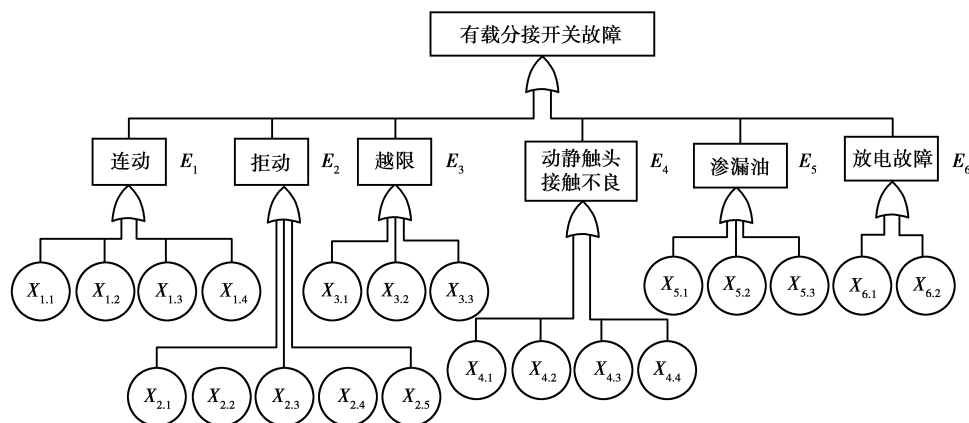 有载分接开关故障
连动 E₁ 拒动 E₂ 越限 E₃ 动静触头 接触不良 E₄ 渗漏油 E₅ 放电故障 E₆
X₁.₁ X₁.₂ X₁.₃ X₁.₄ X₃.₁ X₃.₂ X₃.₃ X₅.₁ X₅.₂ X₅.₃ X₆.₁ X₆.₂
X₄.₁ X₄.₂ X₄.₃ X₄.₄
X₂.₁ X₂.₂ X₂.₃ X₂.₄ X₂.₅